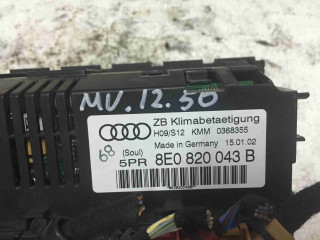 MV.12.50
ZB Klimabetaetigung
H09/S12 KMM 0368355
Made in Germany 15.01.02
68 (Soul)
5PR 8E0 820 043 B